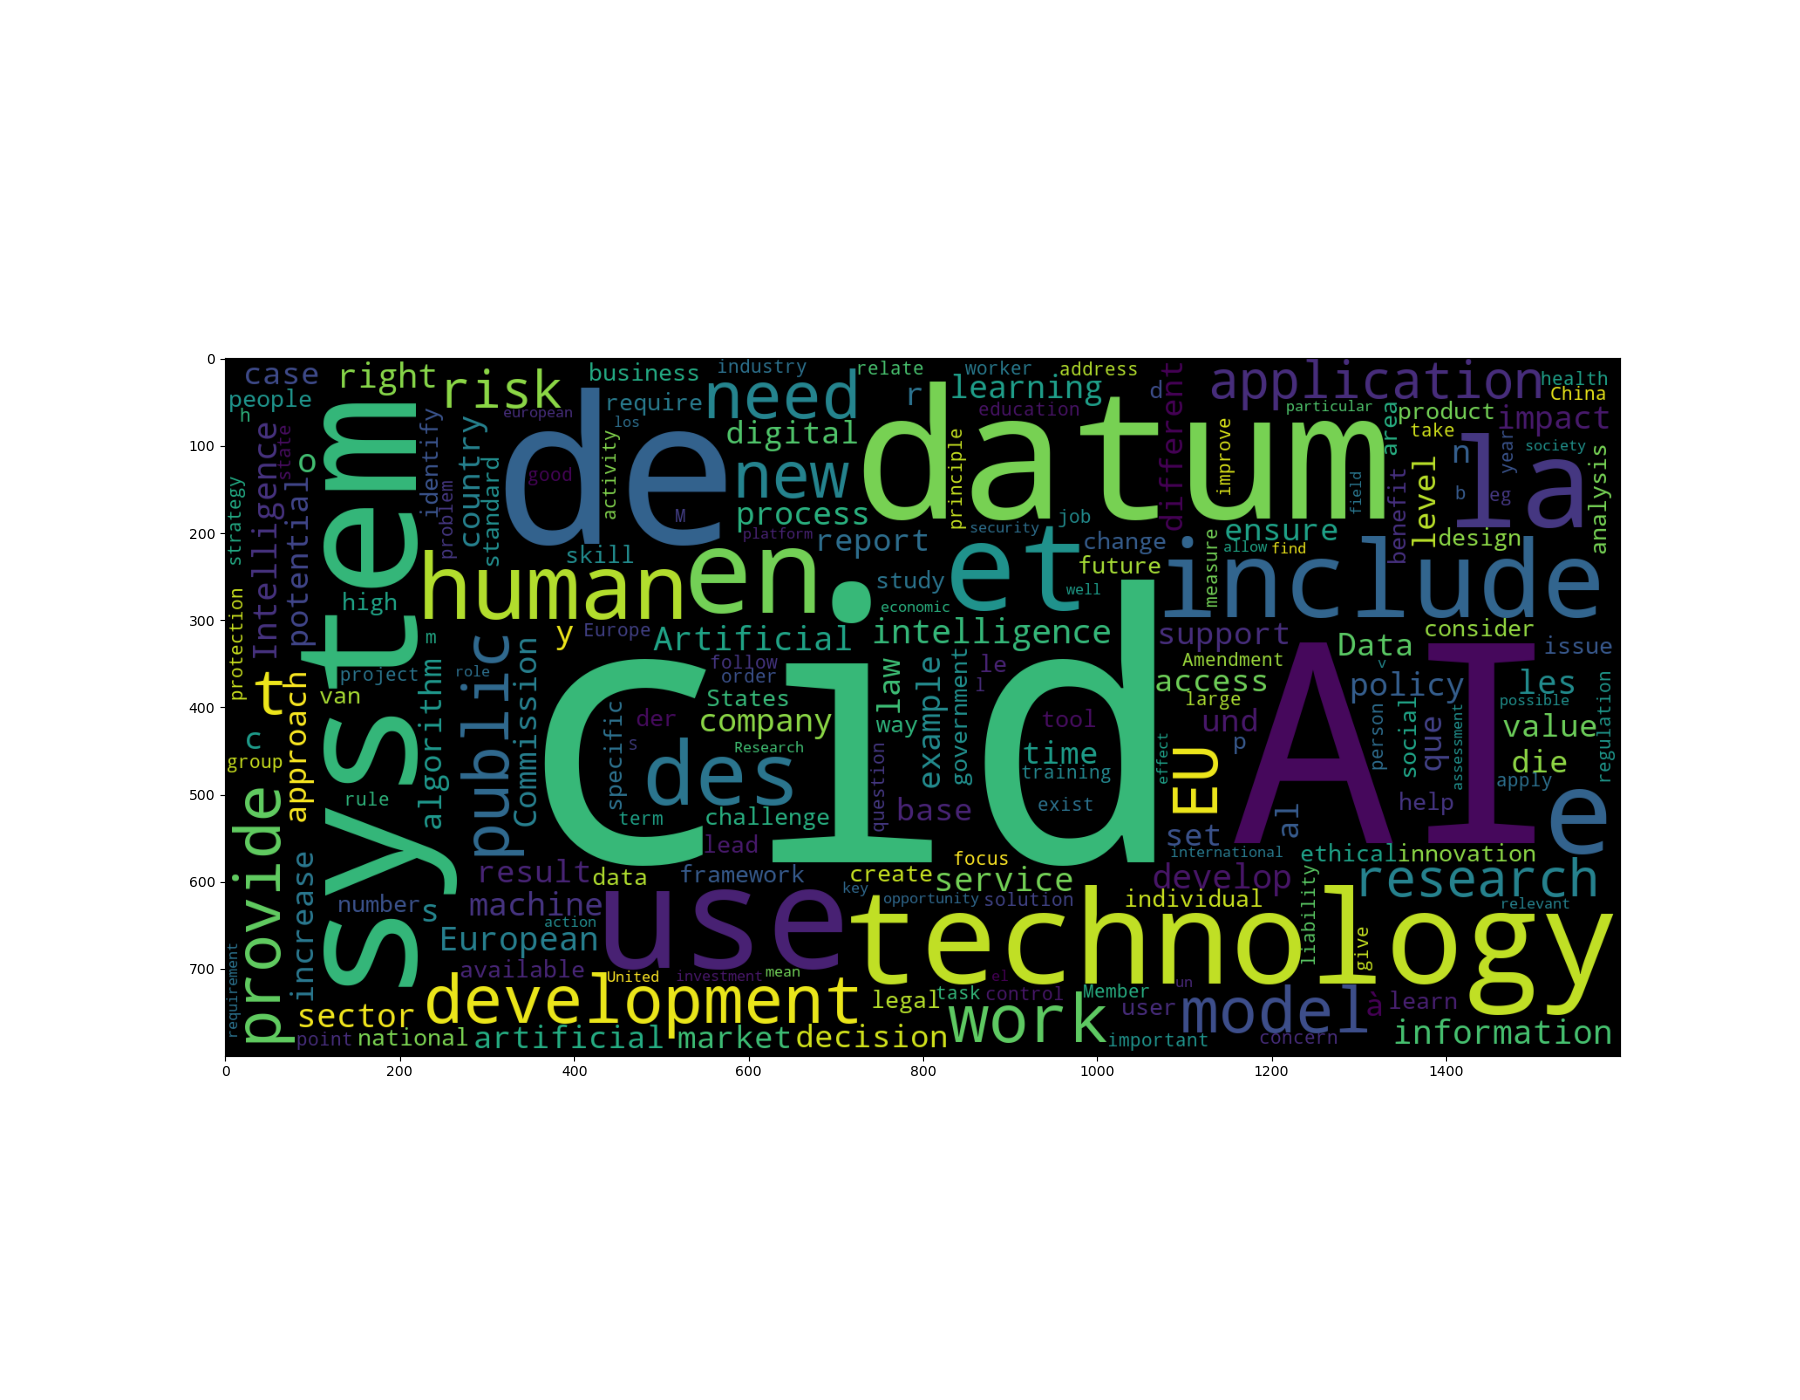 0
100
200
300
400
500
600
700
0 200 400 600 800 1000 1200 1400
case right risk business industry relate worker address application health
people h european require need r learning d particular China
state los digital education different area product impact take
Intelligence o system identify country de good activity new datum principle improve n year society la
strategy potential problem standard M process security job field b eg analysis level
platform report change ensure benefit design
skill human en et study future measure allow find include
protection high economic well
m y Europe Artificial intelligence support Data consider issue
project role follow order le Amendment v
t van approach algorithm public Commission cid l law example government access large AI policy les possible
der States company way tool und que value regulation
c specific s Research time p person social assessment die
group rule des training EU effect apply
provide term challenge question base exist set al help
lead focus international ethical innovation
increase result data framework create service develop research
number s machine use key opportunity solution individual technology relevant
action European liability give
requirement available United investment mean el un
sector development legal task control Member user model à learn
point national artificial market decision work important concern information